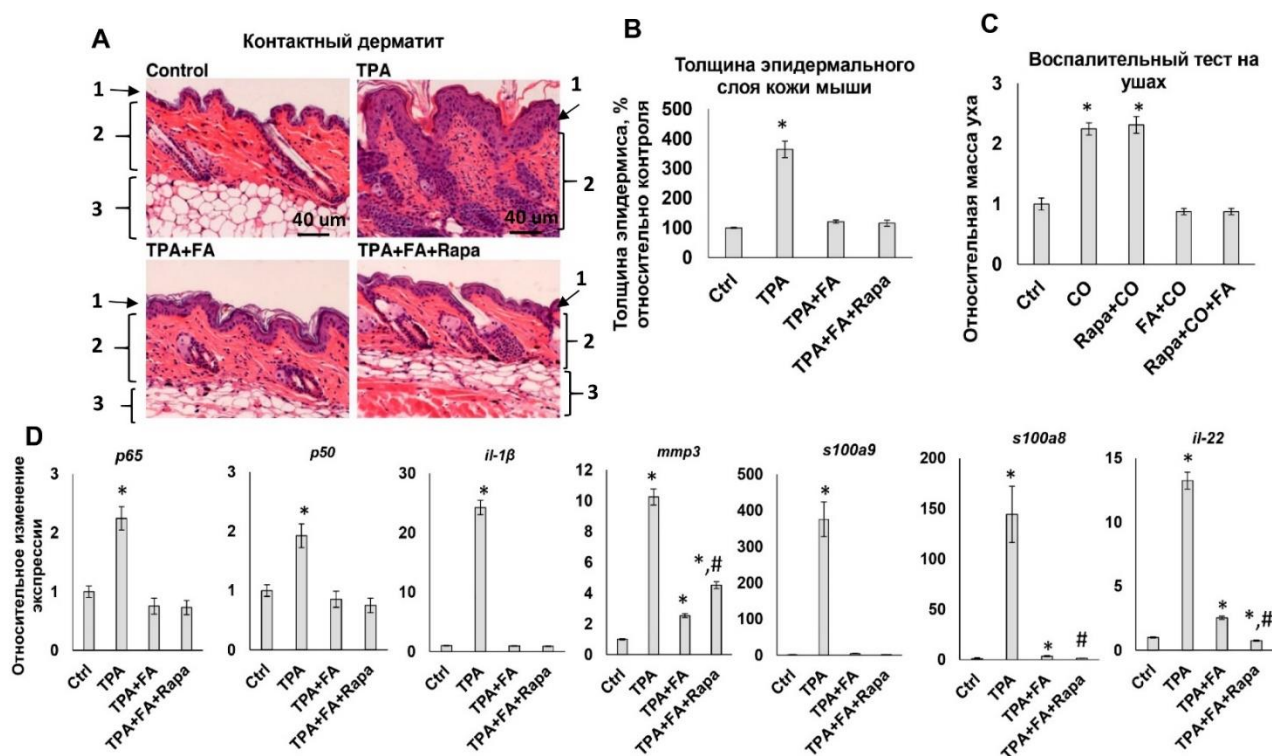 A
Контактный дерматит
Control
TPA
1
2
3
40 um
1
2
40 um
TPA+FA
TPA+FA+Rapa
1
2
3
1
2
3
B
Толщина эпидермального
слоя кожи мыши
Толщина эпидермиса, %
относительно контроля
500
400
300
200
100
0
*
Ctrl
TPA
TPA+FA
TPA+FA+Rapa
C
Воспалительный тест на
ушах
Относительная масса уха
3
2
1
0
*
*
Ctrl
CO
Rapa+CO
FA+CO
Rapa+CO+FA
D
Относительное изменение
экспрессии
p65
3
2
1
0
*
Ctrl
TPA
TPA+FA
TPA+FA+Rapa
p50
3
2
1
0
*
Ctrl
TPA
TPA+FA
TPA+FA+Rapa
il-1β
30
20
10
0
*
Ctrl
TPA
TPA+FA
TPA+FA+Rapa
mmp3
12
10
8
6
4
2
0
*
*
*,#
Ctrl
TPA
TPA+FA
TPA+FA+Rapa
s100a9
500
400
300
200
100
0
*
Ctrl
TPA
TPA+FA
TPA+FA+Rapa
s100a8
200
150
100
50
0
*
*
#
Ctrl
TPA
TPA+FA
TPA+FA+Rapa
il-22
15
10
5
0
*
*
*,#
Ctrl
TPA
TPA+FA
TPA+FA+Rapa